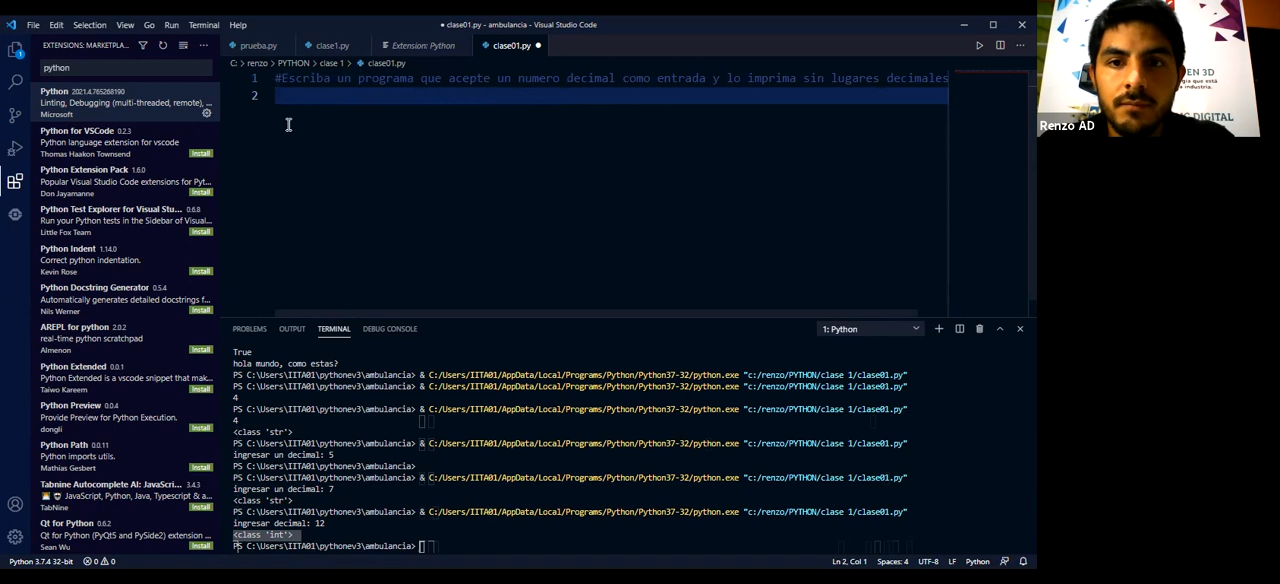 File Edit Selection View Go Run Terminal Help
● clase01.py - ambulancia - Visual Studio Code
EXTENSIONS: MARKETPLA...
python
Python 2021.4.765268190
Linting, Debugging (multi-threaded, remote), ...
Microsoft
Python for VSCode 0.2.3
Python language extension for vscode
Thomas Haakon Townsend Install
Python Extension Pack 1.6.0
Popular Visual Studio Code extensions for Pyt...
Don Jayamanne Install
Python Test Explorer for Visual Stu... 0.6.8
Run your Python tests in the Sidebar of Visual...
Little Fox Team Install
Python Indent 1.14.0
Correct python indentation.
Kevin Rose Install
Python Docstring Generator 0.5.4
Automatically generates detailed docstrings f...
Nils Werner Install
AREPL for python 2.0.2
real-time python scratchpad
Almenon Install
Python Extended 0.0.1
Python Extended is a vscode snippet that mak...
Taiwo Kareem Install
Python Preview 0.0.4
Provide Preview for Python Execution.
dongli Install
Python Path 0.0.11
Python imports utils.
Mathias Gesbert Install
Tabnine Autocomplete AI: JavaScri... 3.4.3
JavaScript, Python, Java, Typescript & a...
TabNine Install
Qt for Python 0.6.2
Qt for Python (PyQt5 and PySide2) extension ...
Sean Wu Install
prueba.py clase1.py Extension: Python clase01.py
C: > renzo > PYTHON > clase 1 > clase01.py
1 #Escriba un programa que acepte un numero decimal como entrada y lo imprima sin lugares decimales
2
PROBLEMS OUTPUT TERMINAL DEBUG CONSOLE 1: Python
True
hola mundo, como estas?
PS C:\Users\IITA01\pythonev3\ambulancia> & C:/Users/IITA01/AppData/Local/Programs/Python/Python37-32/python.exe "c:/renzo/PYTHON/clase 1/clase01.py"
PS C:\Users\IITA01\pythonev3\ambulancia> & C:/Users/IITA01/AppData/Local/Programs/Python/Python37-32/python.exe "c:/renzo/PYTHON/clase 1/clase01.py"
4
PS C:\Users\IITA01\pythonev3\ambulancia> & C:/Users/IITA01/AppData/Local/Programs/Python/Python37-32/python.exe "c:/renzo/PYTHON/clase 1/clase01.py"
4
<class 'str'>
PS C:\Users\IITA01\pythonev3\ambulancia> & C:/Users/IITA01/AppData/Local/Programs/Python/Python37-32/python.exe "c:/renzo/PYTHON/clase 1/clase01.py"
ingresar un decimal: 5
PS C:\Users\IITA01\pythonev3\ambulancia>
PS C:\Users\IITA01\pythonev3\ambulancia> & C:/Users/IITA01/AppData/Local/Programs/Python/Python37-32/python.exe "c:/renzo/PYTHON/clase 1/clase01.py"
ingresar un decimal: 7
<class 'str'>
PS C:\Users\IITA01\pythonev3\ambulancia> & C:/Users/IITA01/AppData/Local/Programs/Python/Python37-32/python.exe "c:/renzo/PYTHON/clase 1/clase01.py"
ingresar decimal: 12
<class 'int'>
PS C:\Users\IITA01\pythonev3\ambulancia>
Python 3.7.4 32-bit 0 0 Ln 2, Col 1 Spaces: 4 UTF-8 LF Python
EN 3D
DIGITAL
Renzo AD